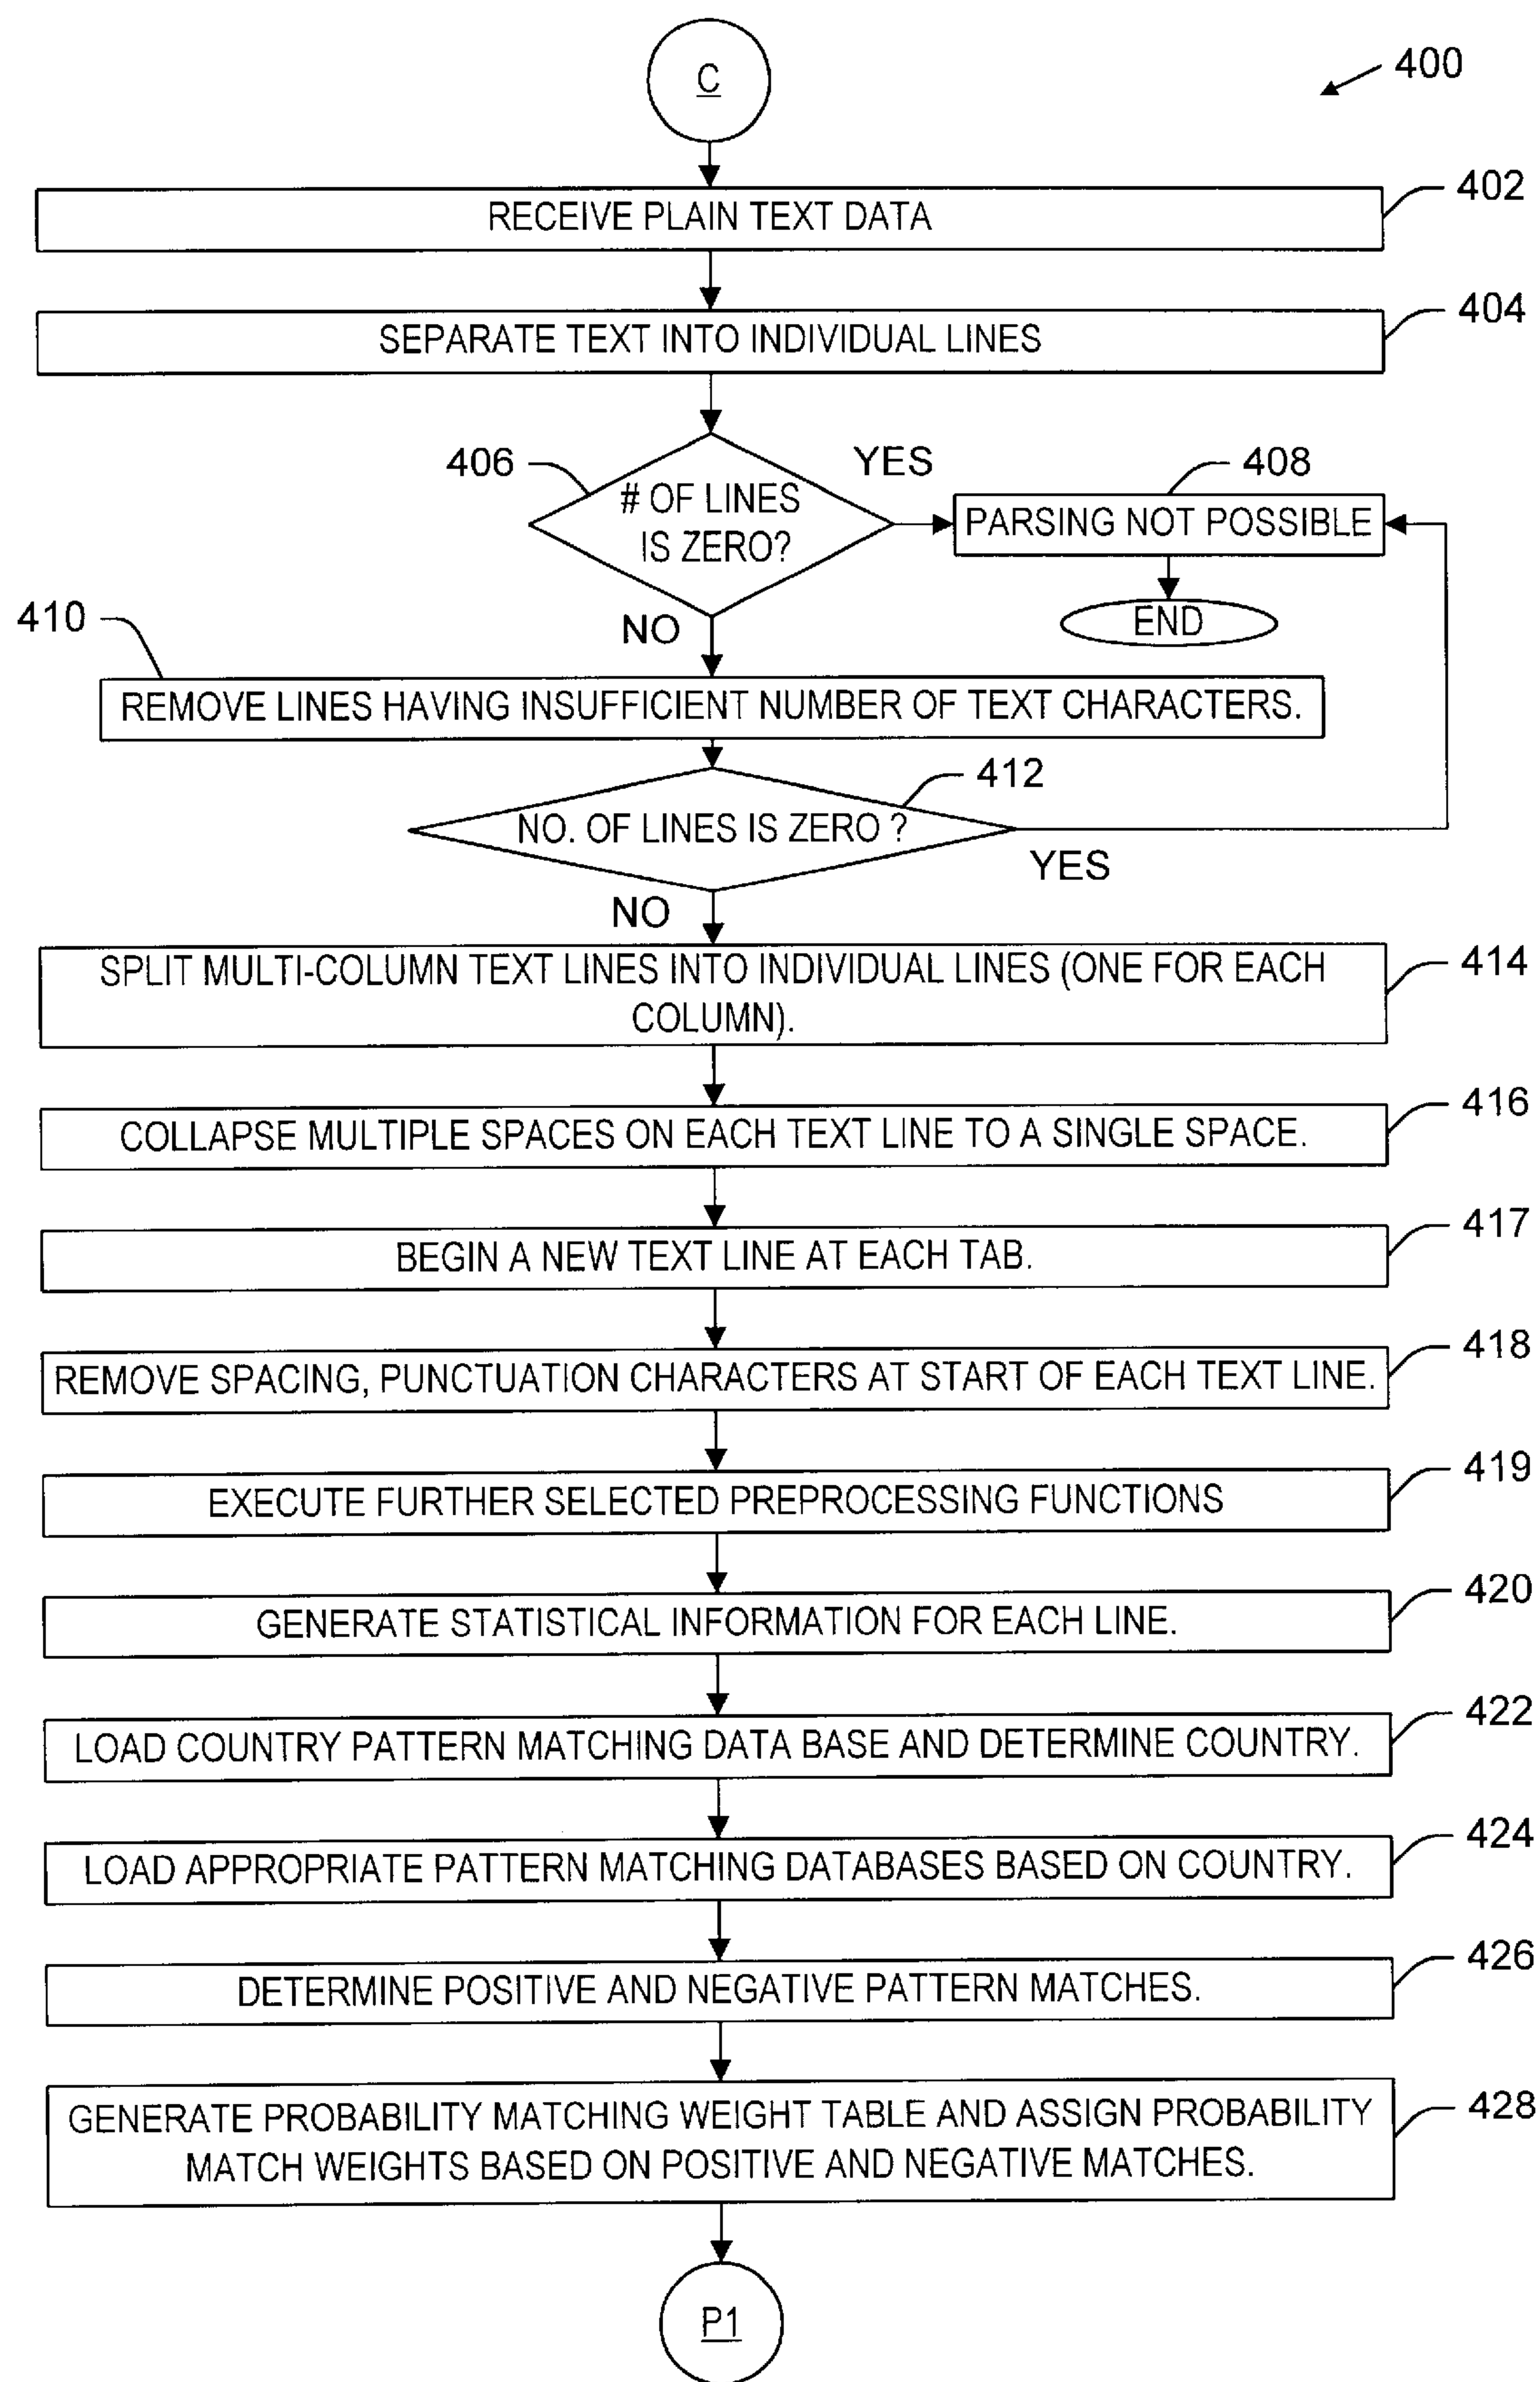 C
400
RECEIVE PLAIN TEXT DATA
402
SEPARATE TEXT INTO INDIVIDUAL LINES
404
406
# OF LINES
IS ZERO?
YES
408
PARSING NOT POSSIBLE
END
NO
410
REMOVE LINES HAVING INSUFFICIENT NUMBER OF TEXT CHARACTERS.
412
NO. OF LINES IS ZERO ?
YES
NO
SPLIT MULTI-COLUMN TEXT LINES INTO INDIVIDUAL LINES (ONE FOR EACH
COLUMN).
414
COLLAPSE MULTIPLE SPACES ON EACH TEXT LINE TO A SINGLE SPACE.
416
BEGIN A NEW TEXT LINE AT EACH TAB.
417
REMOVE SPACING, PUNCTUATION CHARACTERS AT START OF EACH TEXT LINE.
418
EXECUTE FURTHER SELECTED PREPROCESSING FUNCTIONS
419
GENERATE STATISTICAL INFORMATION FOR EACH LINE.
420
LOAD COUNTRY PATTERN MATCHING DATA BASE AND DETERMINE COUNTRY.
422
LOAD APPROPRIATE PATTERN MATCHING DATABASES BASED ON COUNTRY.
424
DETERMINE POSITIVE AND NEGATIVE PATTERN MATCHES.
426
GENERATE PROBABILITY MATCHING WEIGHT TABLE AND ASSIGN PROBABILITY
MATCH WEIGHTS BASED ON POSITIVE AND NEGATIVE MATCHES.
428
P1